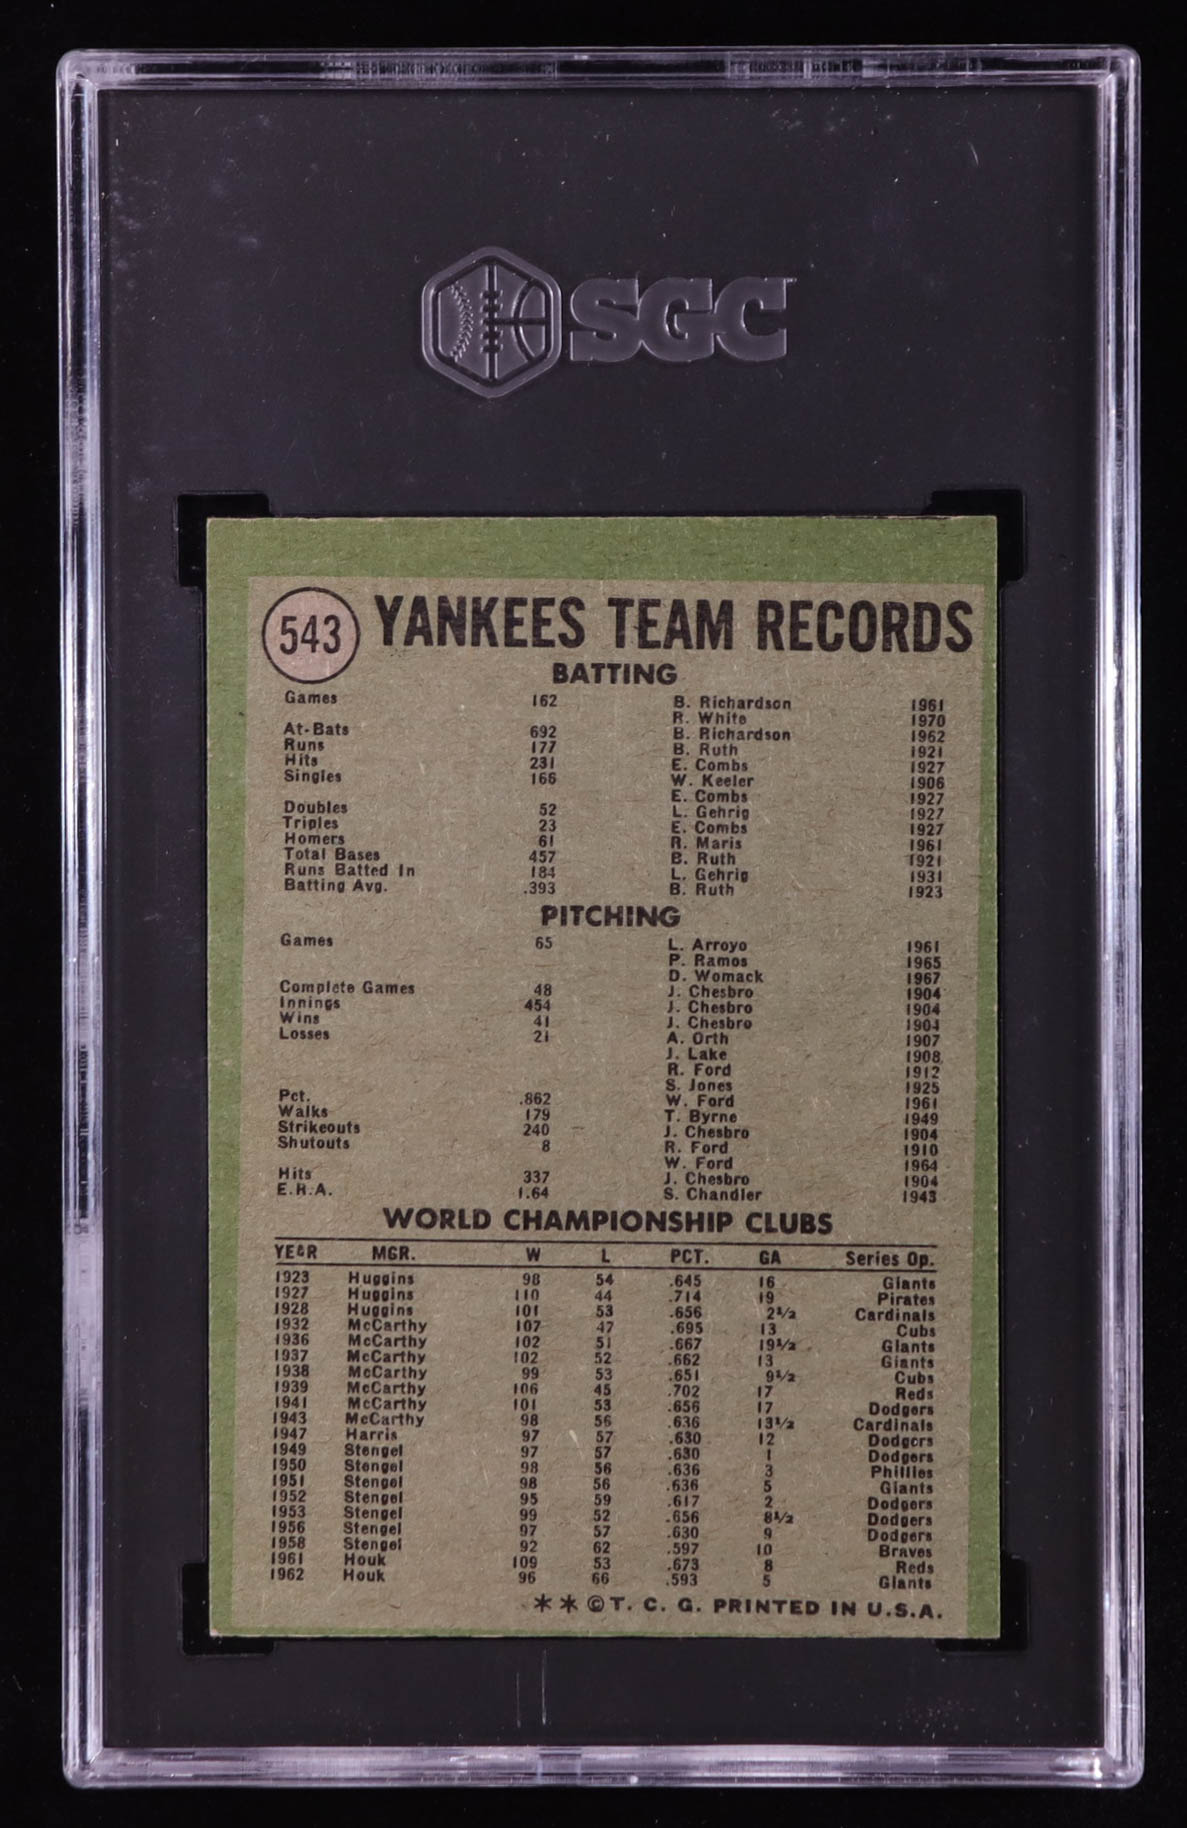 SGC
543 YANKEES TEAM RECORDS
BATTING
Games 162 B. Richardson 1961
R. White 1970
At-Bats 692 B. Richardson 1962
Runs 177 B. Ruth 1921
Hits 231 E. Combs 1927
Singles 166 W. Keeler 1906
E. Combs 1927
Doubles 52 L. Gehrig 1927
Triples 23 E. Combs 1927
Homers 61 R. Maris 1961
Total Bases 457 B. Ruth 1921
Runs Batted In 184 L. Gehrig 1931
Batting Avg. .393 B. Ruth 1923
PITCHING
Games 65 L. Arroyo 1961
P. Ramos 1965
D. Womack 1967
Complete Games 48 J. Chesbro 1904
Innings 454 J. Chesbro 1904
Wins 41 J. Chesbro 1904
Losses 21 A. Orth 1907
J. Lake 1908
R. Ford 1912
S. Jones 1925
Pct. .862 W. Ford 1961
Walks 179 T. Byrne 1949
Strikeouts 240 J. Chesbro 1904
Shutouts 8 R. Ford 1910
W. Ford 1964
Hits 337 J. Chesbro 1904
E.R.A. 1.64 S. Chandler 1943
WORLD CHAMPIONSHIP CLUBS
YEAR MGR. W L PCT. GA Series Op.
1923 Huggins 98 54 .645 16 Giants
1927 Huggins 110 44 .714 19 Pirates
1928 Huggins 101 53 .656 2½ Cardinals
1932 McCarthy 107 47 .695 13 Cubs
1936 McCarthy 102 51 .667 19½ Giants
1937 McCarthy 102 52 .662 13 Giants
1938 McCarthy 99 53 .651 9½ Cubs
1939 McCarthy 106 45 .702 17 Reds
1941 McCarthy 101 53 .656 17 Dodgers
1943 McCarthy 98 56 .636 13½ Cardinals
1947 Harris 97 57 .630 12 Dodgers
1949 Stengel 97 57 .630 1 Dodgers
1950 Stengel 98 56 .636 3 Phillies
1951 Stengel 98 56 .636 5 Giants
1952 Stengel 95 59 .617 2 Dodgers
1953 Stengel 99 52 .656 8½ Dodgers
1956 Stengel 97 57 .630 9 Dodgers
1958 Stengel 92 62 .597 10 Braves
1961 Houk 109 53 .673 8 Reds
1962 Houk 96 66 .593 5 Giants
**©T. C. G. PRINTED IN U.S.A.